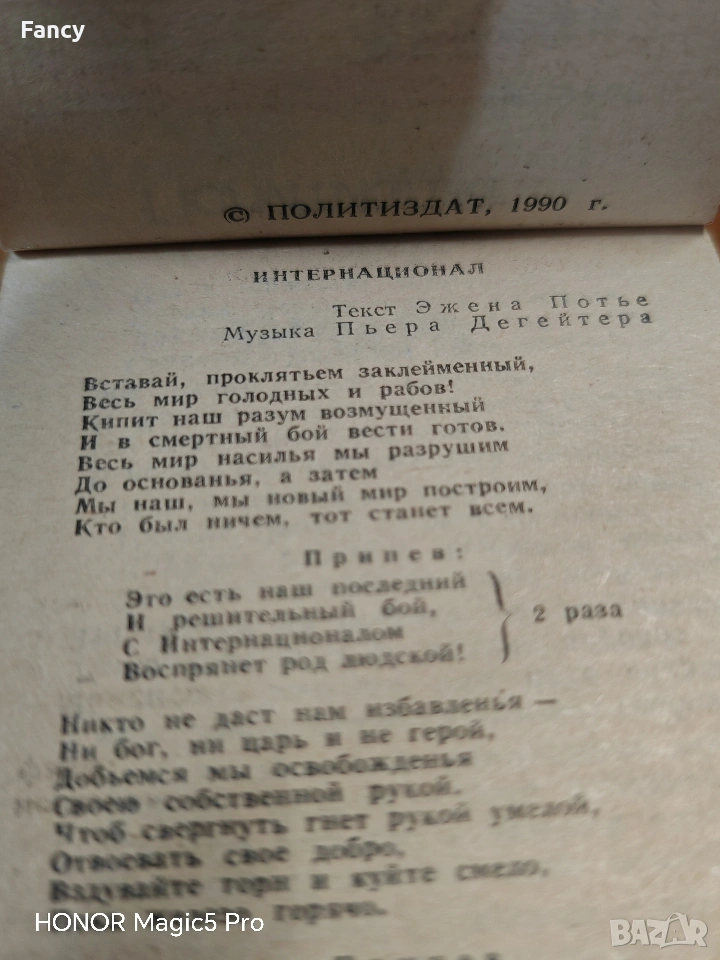 Fancy
© ПОЛИТИЗДАТ, 1990 г.
ИНТЕРНАЦИОНАЛ
Текст Эжена Потье
Музыка Пьера Дегейтера
Вставай, проклятьем заклейменный,
Весь мир голодных и рабов!
Кипит наш разум возмущенный
И в смертный бой вести готов.
Весь мир насилья мы разрушим
До основанья, а затем
Мы наш, мы новый мир построим,
Кто был ничем, тот станет всем.
Припев:
Это есть наш последний
И решительный бой,
С Интернационалом
Воспрянет род людской!
2 раза
Никто не даст нам избавленья —
Ни бог, ни царь и не герой,
Добьемся мы освобожденья
Своею собственной рукой.
Чтоб свергнуть гнет рукой умелой,
Отвоевать свое добро,
Вздувайте горн и куйте смело,
горячо.
HONOR Magic5 Pro
BAZAR